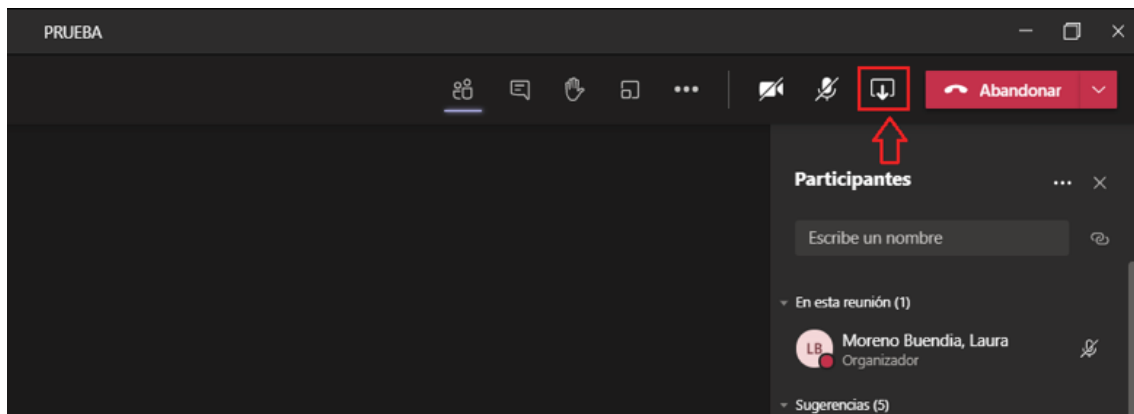 PRUEBA
Abandonar
Participantes
Escribe un nombre
En esta reunión (1)
LB
Moreno Buendia, Laura
Organizador
Sugerencias (5)